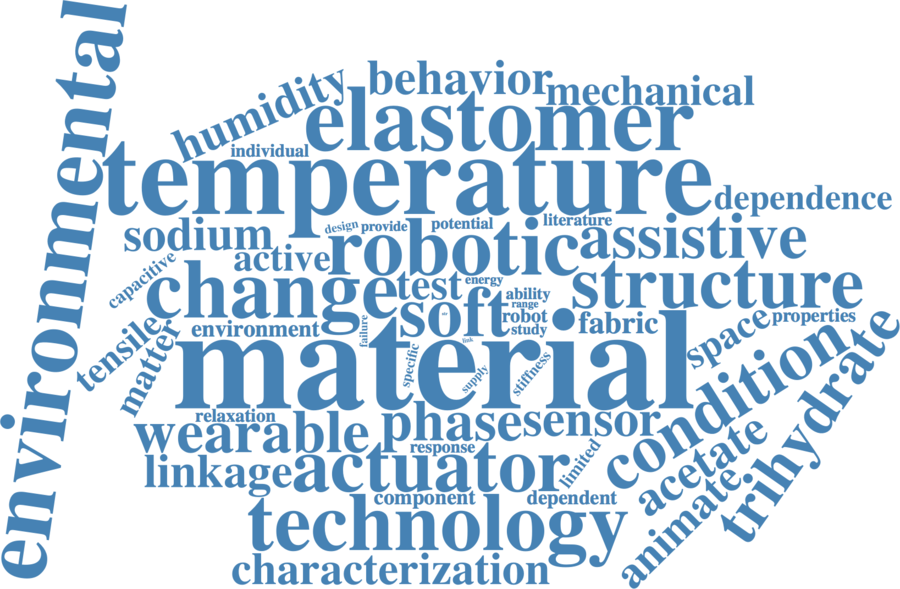 environmental
behavior
mechanical
humidity
elastomer
individual
temperature
dependence
design
provide
potential
literature
sodium
robotic
assistive
active
capacitive
change
test
energy
structure
ability
range
soft
robot
study
fabric
space
properties
tensile
environment
failure
matter
material
link
specific
supply
stiffness
condition
trihydrate
relaxation
wearable
phase
sensor
response
linkage
actuator
limited
acetate
animate
component
dependent
technology
characterization